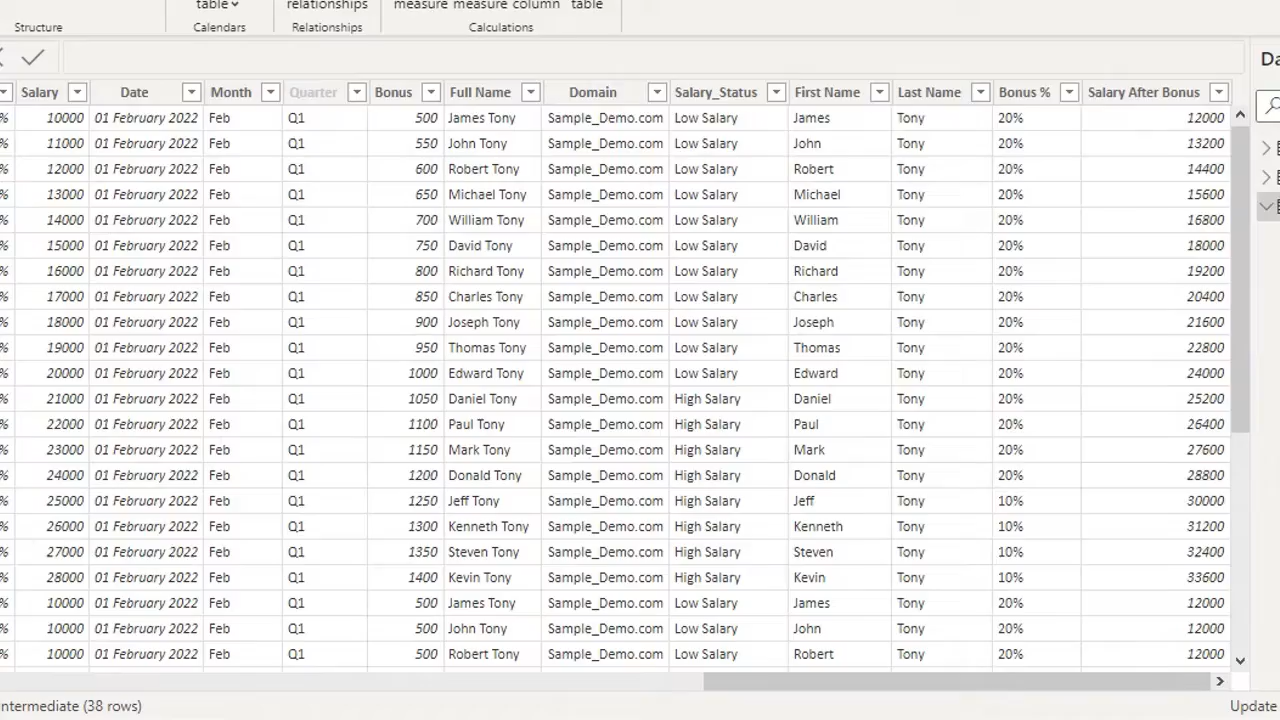 table relationships measure measure column table
Structure Calendars Relationships Calculations
Da
Salary Date Month Quarter Bonus Full Name Domain Salary_Status First Name Last Name Bonus % Salary After Bonus
% 10000 01 February 2022 Feb Q1 500 James Tony Sample_Demo.com Low Salary James Tony 20% 12000
% 11000 01 February 2022 Feb Q1 550 John Tony Sample_Demo.com Low Salary John Tony 20% 13200
% 12000 01 February 2022 Feb Q1 600 Robert Tony Sample_Demo.com Low Salary Robert Tony 20% 14400
% 13000 01 February 2022 Feb Q1 650 Michael Tony Sample_Demo.com Low Salary Michael Tony 20% 15600
% 14000 01 February 2022 Feb Q1 700 William Tony Sample_Demo.com Low Salary William Tony 20% 16800
% 15000 01 February 2022 Feb Q1 750 David Tony Sample_Demo.com Low Salary David Tony 20% 18000
% 16000 01 February 2022 Feb Q1 800 Richard Tony Sample_Demo.com Low Salary Richard Tony 20% 19200
% 17000 01 February 2022 Feb Q1 850 Charles Tony Sample_Demo.com Low Salary Charles Tony 20% 20400
% 18000 01 February 2022 Feb Q1 900 Joseph Tony Sample_Demo.com Low Salary Joseph Tony 20% 21600
% 19000 01 February 2022 Feb Q1 950 Thomas Tony Sample_Demo.com Low Salary Thomas Tony 20% 22800
% 20000 01 February 2022 Feb Q1 1000 Edward Tony Sample_Demo.com Low Salary Edward Tony 20% 24000
% 21000 01 February 2022 Feb Q1 1050 Daniel Tony Sample_Demo.com High Salary Daniel Tony 20% 25200
% 22000 01 February 2022 Feb Q1 1100 Paul Tony Sample_Demo.com High Salary Paul Tony 20% 26400
% 23000 01 February 2022 Feb Q1 1150 Mark Tony Sample_Demo.com High Salary Mark Tony 20% 27600
% 24000 01 February 2022 Feb Q1 1200 Donald Tony Sample_Demo.com High Salary Donald Tony 20% 28800
% 25000 01 February 2022 Feb Q1 1250 Jeff Tony Sample_Demo.com High Salary Jeff Tony 10% 30000
% 26000 01 February 2022 Feb Q1 1300 Kenneth Tony Sample_Demo.com High Salary Kenneth Tony 10% 31200
% 27000 01 February 2022 Feb Q1 1350 Steven Tony Sample_Demo.com High Salary Steven Tony 10% 32400
% 28000 01 February 2022 Feb Q1 1400 Kevin Tony Sample_Demo.com High Salary Kevin Tony 10% 33600
% 10000 01 February 2022 Feb Q1 500 James Tony Sample_Demo.com Low Salary James Tony 20% 12000
% 10000 01 February 2022 Feb Q1 500 John Tony Sample_Demo.com Low Salary John Tony 20% 12000
% 10000 01 February 2022 Feb Q1 500 Robert Tony Sample_Demo.com Low Salary Robert Tony 20% 12000
ntermediate (38 rows) Update